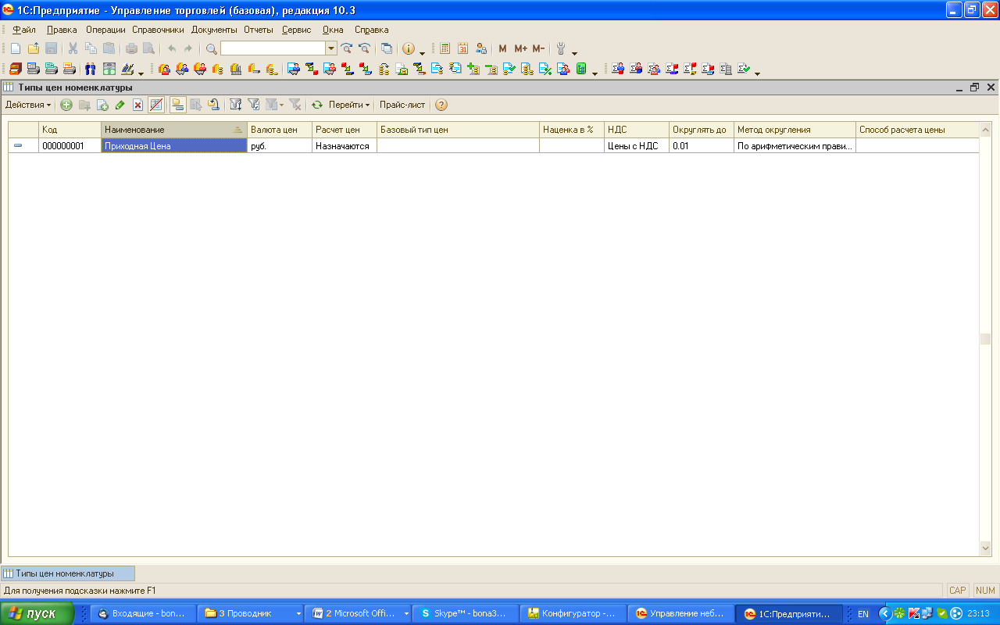 1С:Предприятие - Управление торговлей (базовая), редакция 10.3
Файл Правка Операции Справочники Документы Отчеты Сервис Окна Справка
M M+ M-
Типы цен номенклатуры
Действия Перейти Прайс-лист
Код Наименование Валюта цен Расчет цен Базовый тип цен Наценка в % НДС Округлять до Метод округления Способ расчета цены
000000001 Приходная Цена руб. Назначаются Цены с НДС 0.01 По арифметическим прави...
Типы цен номенклатуры
Для получения подсказки нажмите F1 CAP NUM
пуск Входящие - bon... 3 Проводник 2 Microsoft Offi... Skype™ - bona3... Конфигуратор -... Управление неб... 1С:Предприяти... EN 23:13